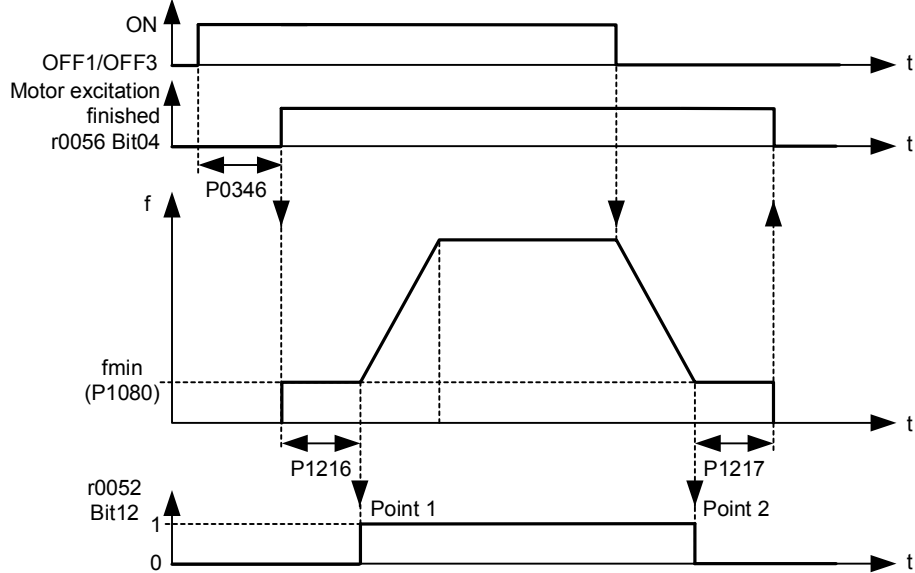 ON
OFF1/OFF3
t
Motor excitation
finished
r0056 Bit04
t
P0346
f
fmin
(P1080)
t
P1216
P1217
r0052
Bit12
Point 1
Point 2
1
0
t